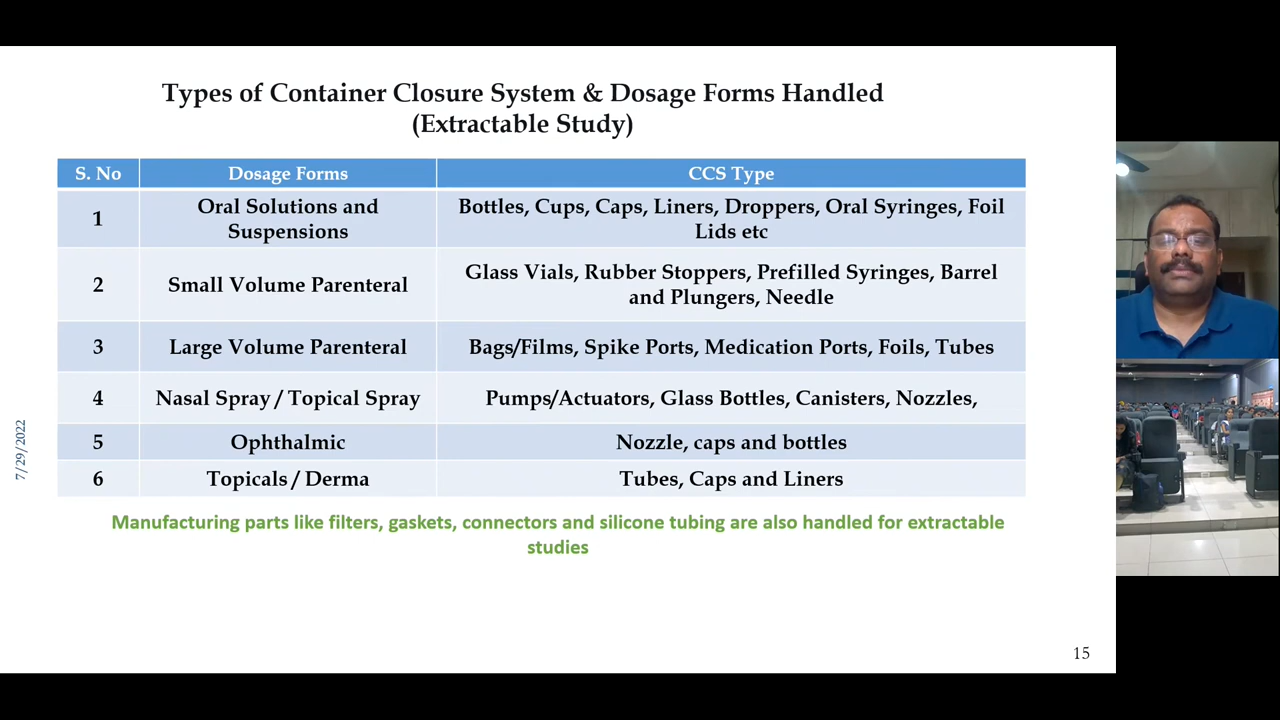 Types of Container Closure System & Dosage Forms Handled
(Extractable Study)
S. No Dosage Forms CCS Type
1 Oral Solutions and Suspensions Bottles, Cups, Caps, Liners, Droppers, Oral Syringes, Foil Lids etc
2 Small Volume Parenteral Glass Vials, Rubber Stoppers, Prefilled Syringes, Barrel and Plungers, Needle
3 Large Volume Parenteral Bags/Films, Spike Ports, Medication Ports, Foils, Tubes
4 Nasal Spray / Topical Spray Pumps/Actuators, Glass Bottles, Canisters, Nozzles,
5 Ophthalmic Nozzle, caps and bottles
6 Topicals / Derma Tubes, Caps and Liners
Manufacturing parts like filters, gaskets, connectors and silicone tubing are also handled for extractable
studies
7/29/2022
15